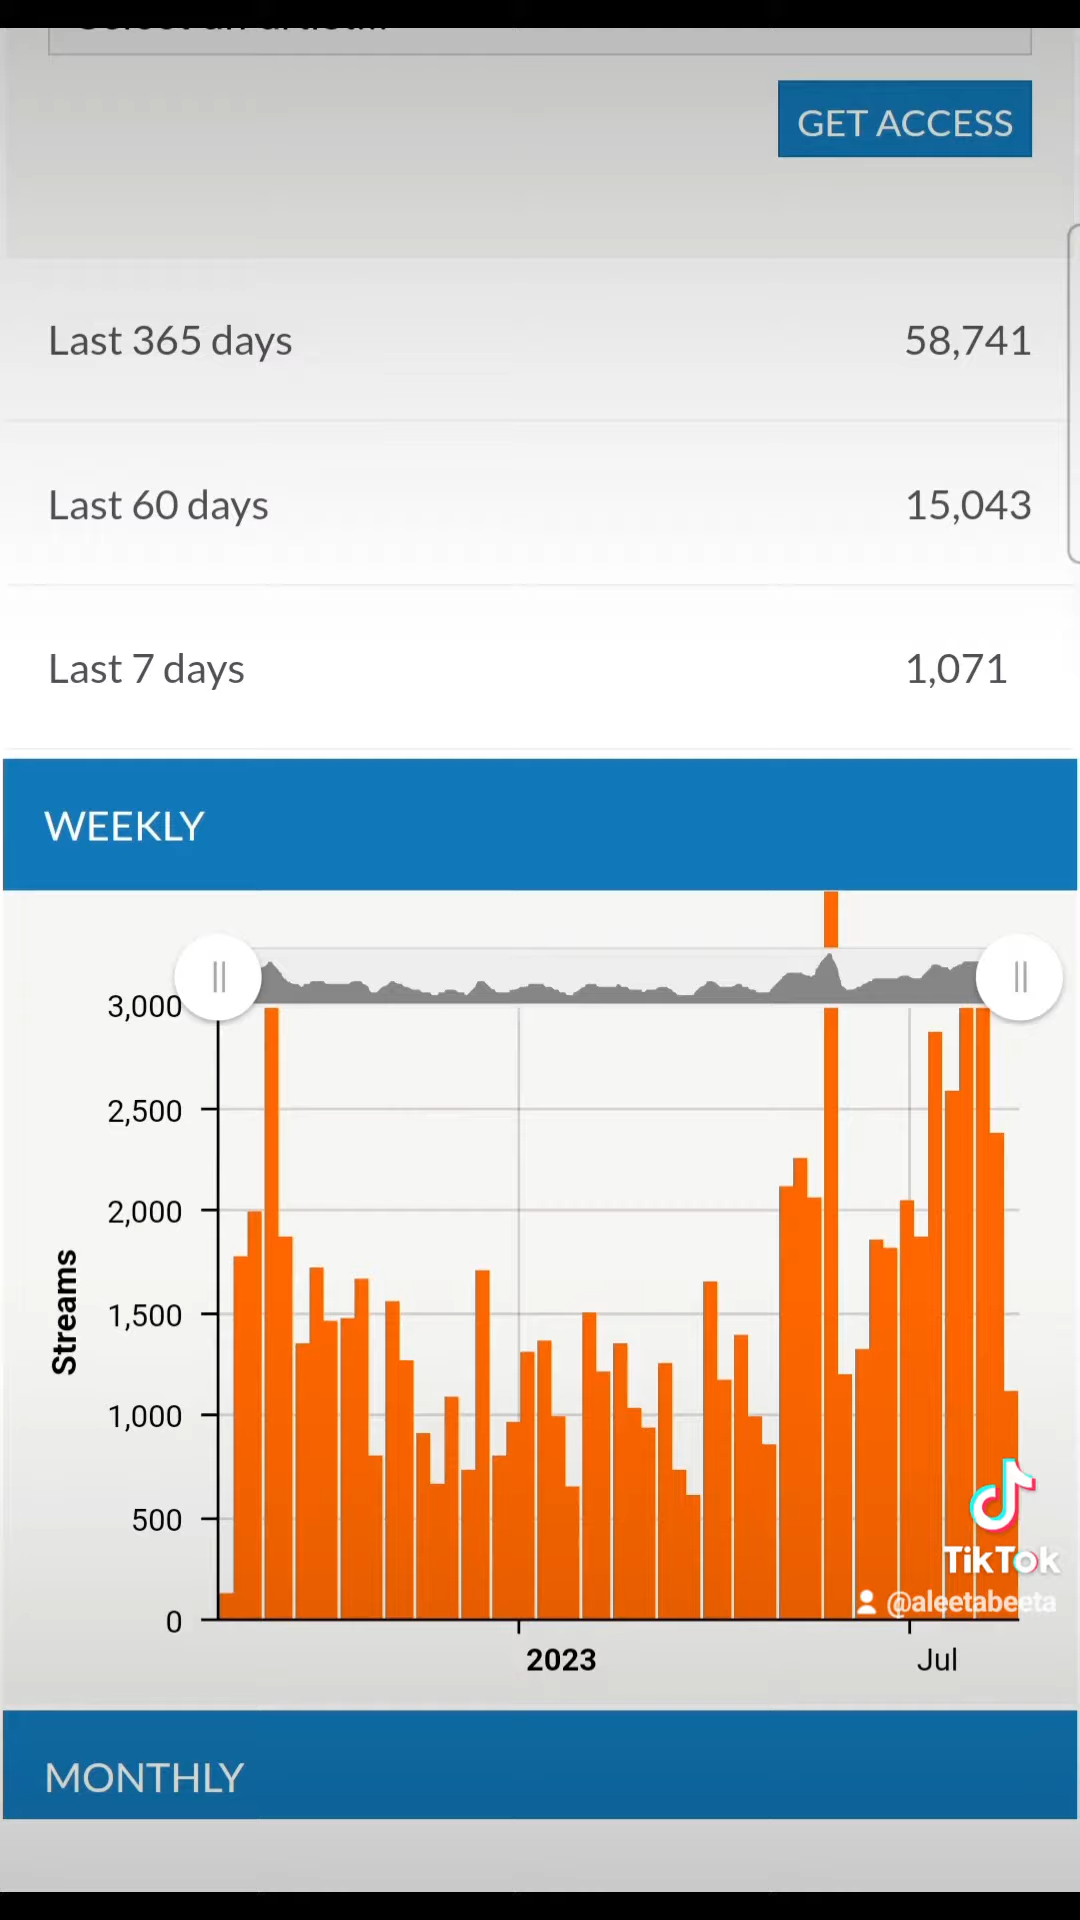 GET ACCESS
Last 365 days 58,741
Last 60 days 15,043
Last 7 days 1,071
WEEKLY
3,000
2,500
2,000
1,500
1,000
500
0
Streams
2023 Jul
TikTok
@aleetabeeta
MONTHLY